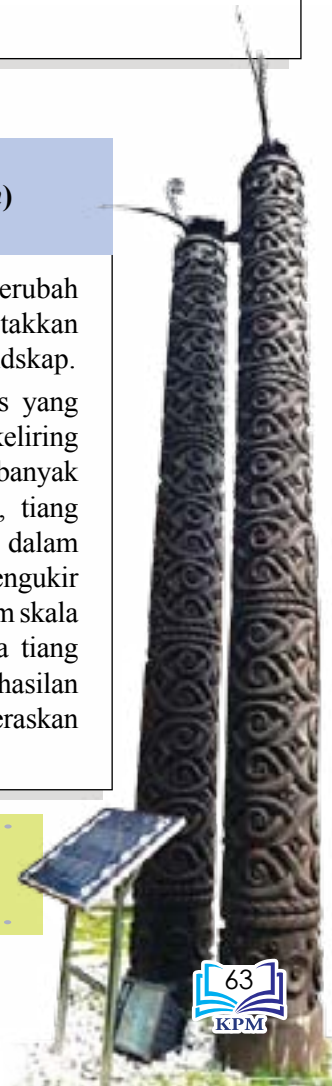 )
erubah
takkan
dskap.
s yang
keliring
banyak
, tiang
dalam
engukir
m skala
a tiang
hasilan
eraskan
63
KPM